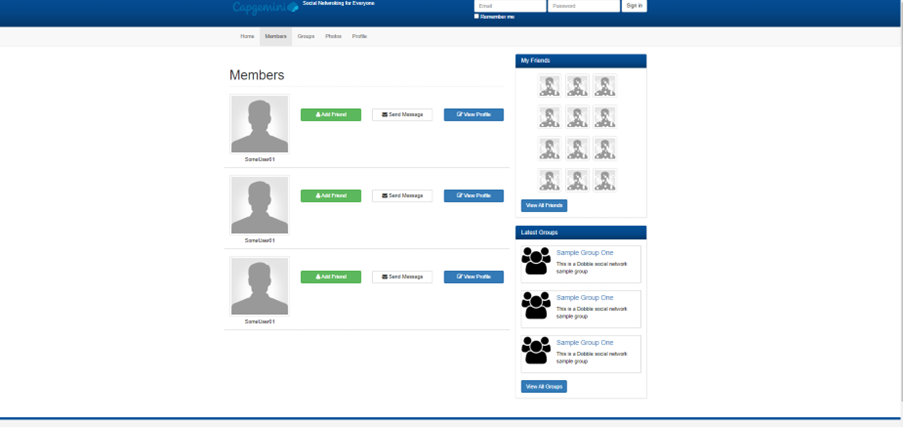 Capgemini
Social Networking for Everyone
Email
Password
Sign in
Remember me
Home
Members
Groups
Photos
Profile
Members
Add Friend
Send Message
View Profile
SomeUser01
Add Friend
Send Message
View Profile
SomeUser01
Add Friend
Send Message
View Profile
SomeUser01
My Friends
View All Friends
Latest Groups
Sample Group One
This is a Dobble social network
sample group
Sample Group One
This is a Dobble social network
sample group
Sample Group One
This is a Dobble social network
sample group
View All Groups